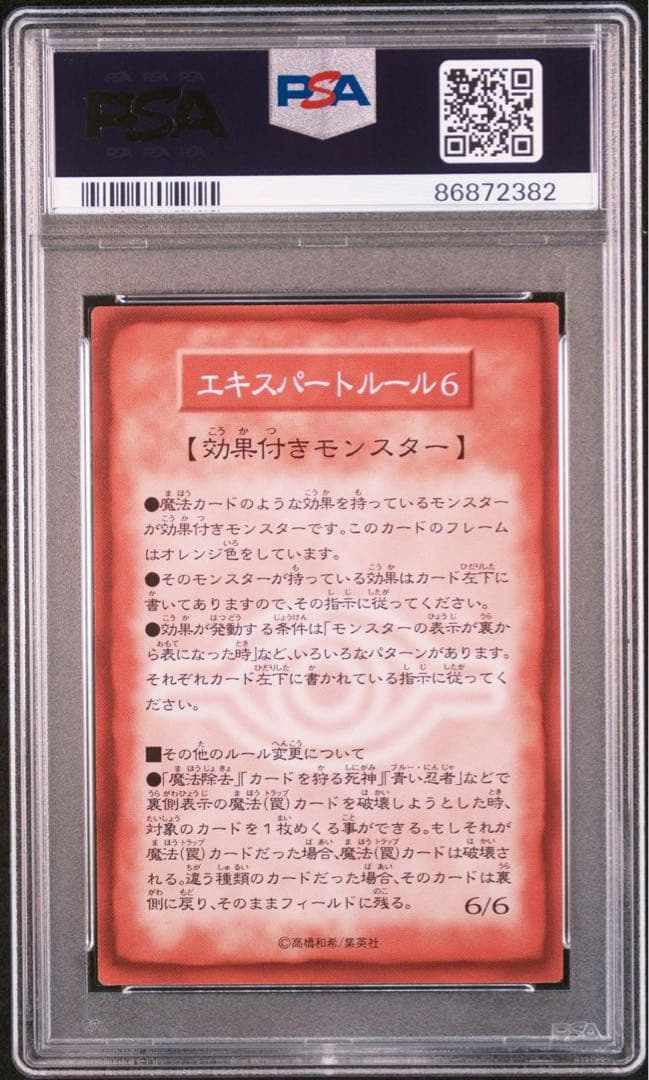 PSA PSA PSA
PSA
PSA PSA PSA
PSA
86872382
エキスパートルール6
【効果付きモンスター】
●魔法カードのような効果を持っているモンスター
が効果付きモンスターです。このカードのフレーム
はオレンジ色をしています。
●そのモンスターが持っている効果はカード左下に
書いてありますので、その指示に従ってください。
●効果が発動する条件は「モンスターの表示が裏か
ら表になった時」など、いろいろなパターンがあります。
それぞれカード左下に書かれている指示に従ってく
ださい。
■その他のルール変更について
●「魔法除去」「カードを狩る死神」「青い忍者」などで
裏側表示の魔法(罠)カードを破壊しようとした時、
対象のカードを1枚めくる事ができる。もしそれが
魔法(罠)カードだった場合、魔法(罠)カードは破壊さ
れる。違う種類のカードだった場合、そのカードは裏
側に戻り、そのままフィールドに残る。
6/6
©高橋和希/集英社
PSA